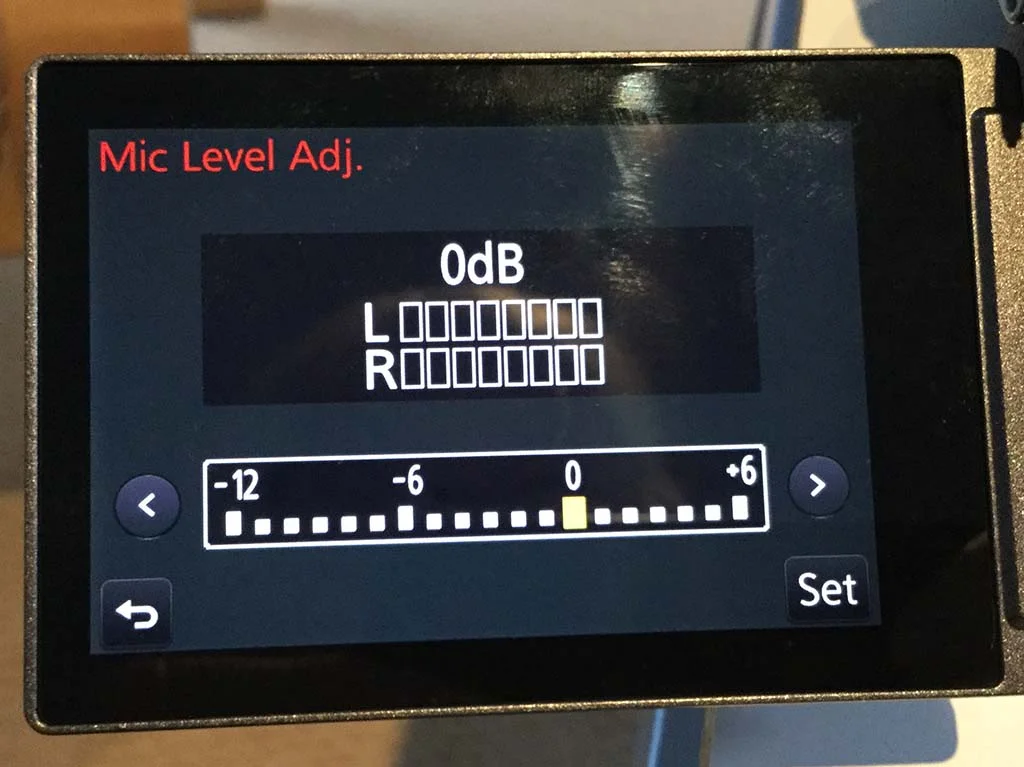 Mic Level Adj.
0dB
L
R
-12 -6 0 +6
< >
Set